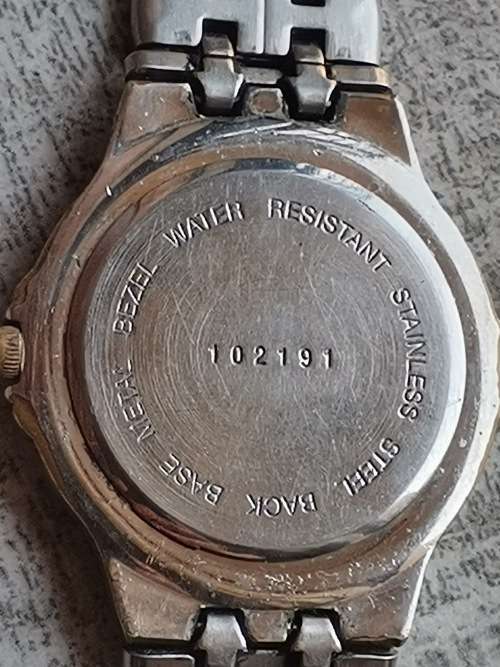 WATER RESISTANT STAINLESS STEEL BACK BASE METAL BEZEL
102191